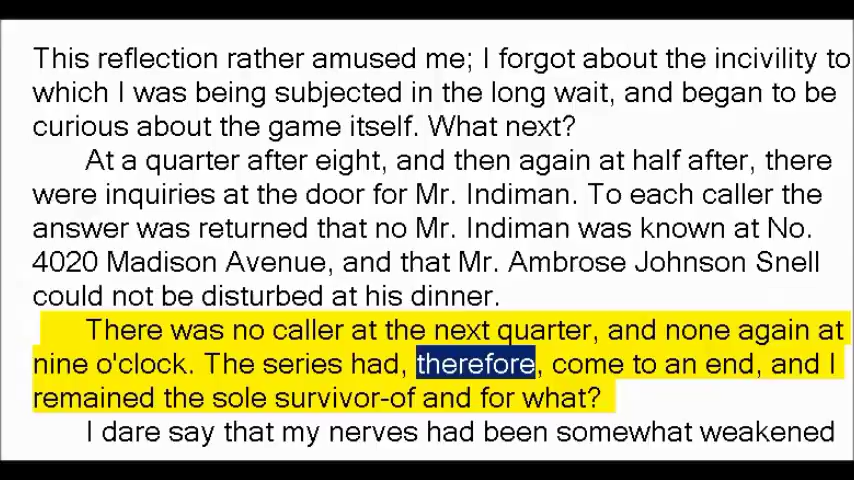 This reflection rather amused me; I forgot about the incivility to
which I was being subjected in the long wait, and began to be
curious about the game itself. What next?
At a quarter after eight, and then again at half after, there
were inquiries at the door for Mr. Indiman. To each caller the
answer was returned that no Mr. Indiman was known at No.
4020 Madison Avenue, and that Mr. Ambrose Johnson Snell
could not be disturbed at his dinner.
There was no caller at the next quarter, and none again at
nine o'clock. The series had, therefore, come to an end, and I
remained the sole survivor-of and for what?
I dare say that my nerves had been somewhat weakened